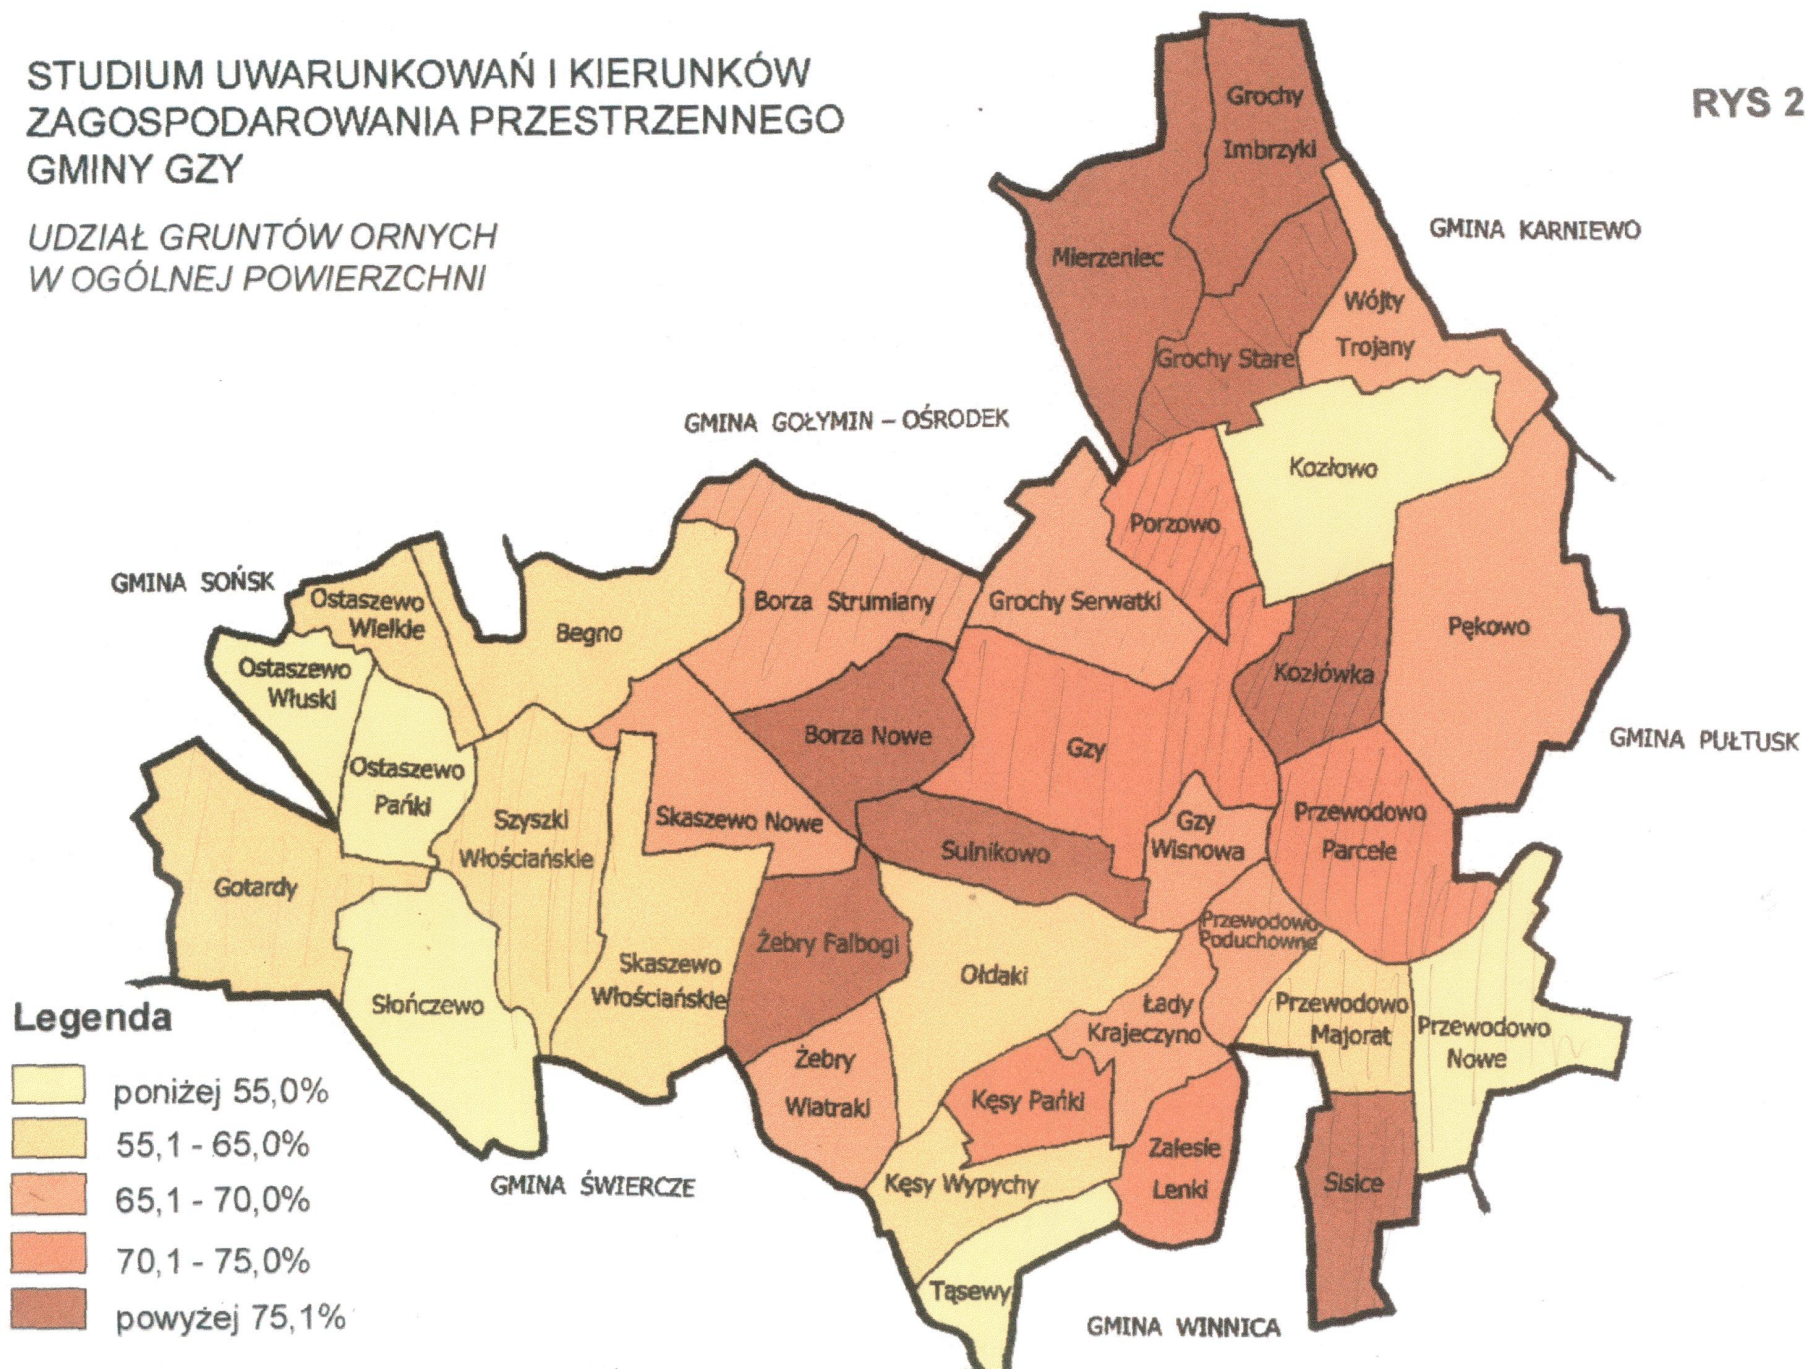 STUDIUM UWARUNKOWAŃ I KIERUNKÓW
ZAGOSPODAROWANIA PRZESTRZENNEGO
GMINY GZY
UDZIAŁ GRUNTÓW ORNYCH
W OGÓLNEJ POWIERZCHNI
RYS 2
Grochy
Imbrzyki
GMINA KARNIEWO
Mierzeniec
Wójty
Trojany
Grochy Stare
GMINA GOŁYMIN – OŚRODEK
Kozłowo
Porzowo
GMINA SOŃSK
Ostaszewo
Wielkie
Begno
Borza Strumiany
Grochy Serwatki
Pękowo
Ostaszewo
Włuski
Kozłówka
Borza Nowe
Gzy
GMINA PUŁTUSK
Ostaszewo
Pańki
Szyszki
Włościańskie
Skaszewo Nowe
Sulnikowo
Gzy
Wisnowa
Przewodowo
Parcele
Gotardy
Żebry Falbogi
Przewodowo
Poduchowne
Skaszewo
Włościańskie
Ołdaki
Słończewo
Łady
Krajeczyno
Przewodowo
Majorat
Przewodowo
Nowe
Żebry
Wiatraki
Kęsy Pańki
Zalesie
Lenki
Kęsy Wypychy
Sisice
GMINA ŚWIERCZE
Tąsewy
GMINA WINNICA
Legenda
poniżej 55,0%
55,1 - 65,0%
65,1 - 70,0%
70,1 - 75,0%
powyżej 75,1%